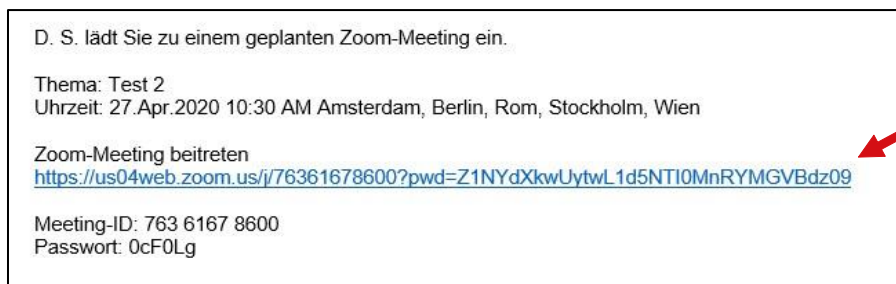 D. S. lädt Sie zu einem geplanten Zoom-Meeting ein.
Thema: Test 2
Uhrzeit: 27.Apr.2020 10:30 AM Amsterdam, Berlin, Rom, Stockholm, Wien
Zoom-Meeting beitreten
https://us04web.zoom.us/j/76361678600?pwd=Z1NYdXkwUytwL1d5NTI0MnRYMGVBdz09
Meeting-ID: 763 6167 8600
Passwort: 0cF0Lg